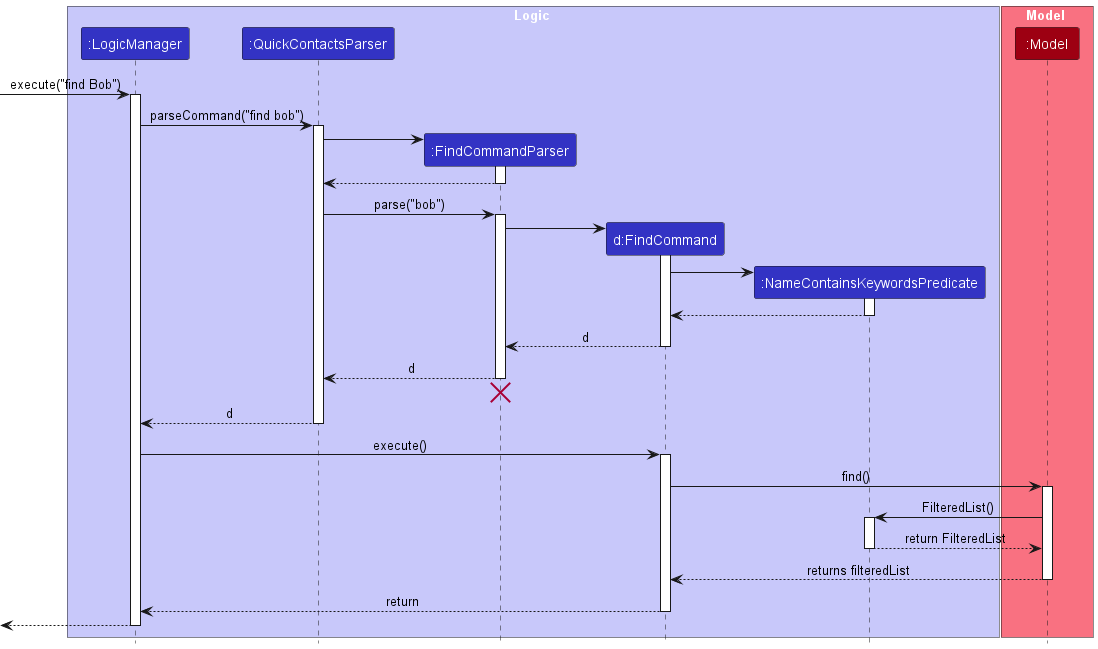 Logic
Model
:LogicManager
:QuickContactsParser
:Model
execute("find Bob")
parseCommand("find bob")
:FindCommandParser
parse("bob")
d:FindCommand
:NameContainsKeywordsPredicate
d
d
d
execute()
find()
FilteredList()
return FilteredList
returns filteredList
return